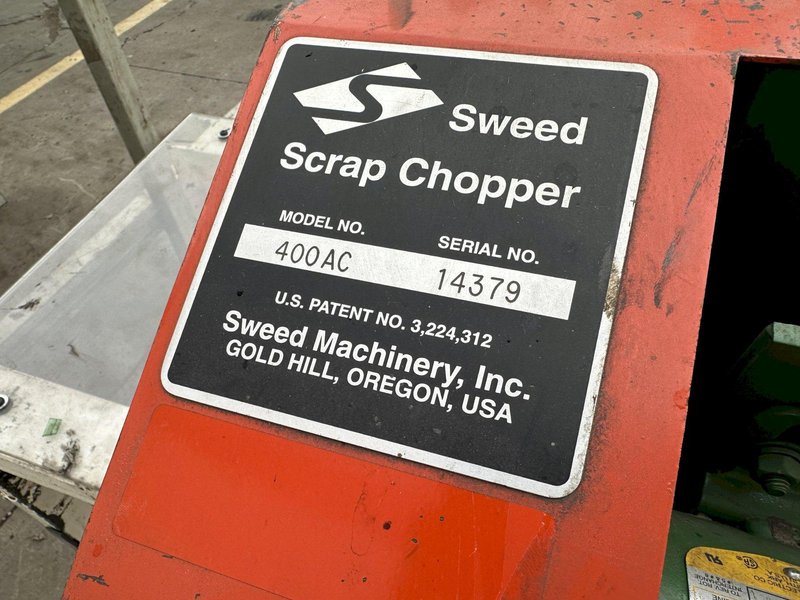 Sweed
Scrap Chopper
MODEL NO.
SERIAL NO.
400AC
14379
U.S. PATENT NO. 3,224,312
Sweed Machinery, Inc.
GOLD HILL, OREGON, USA